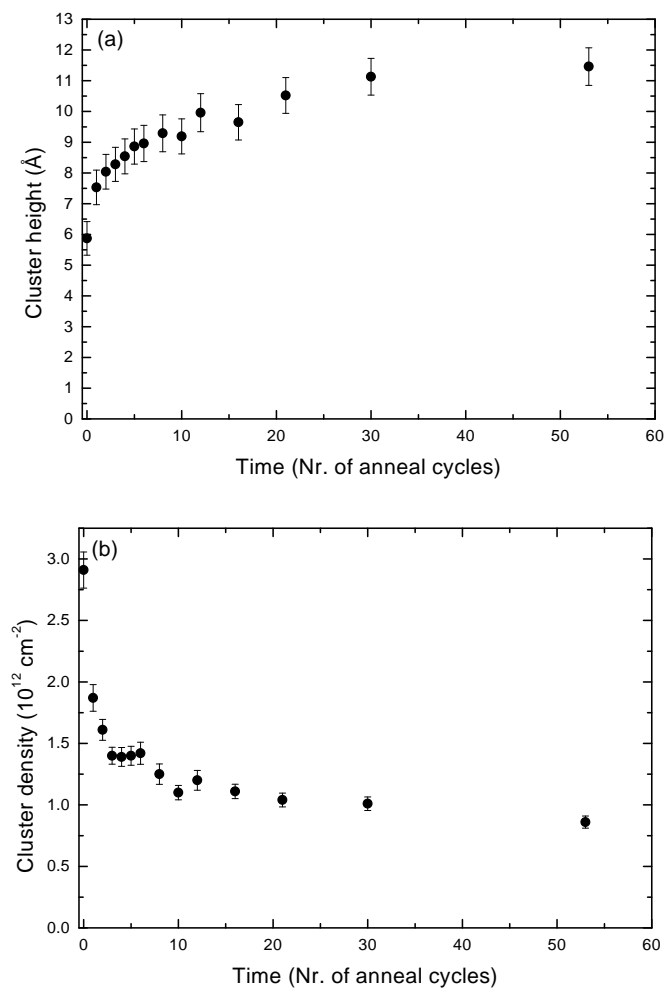 (a)
13
12
11
10
9
8
7
6
5
4
3
2
1
0
Cluster height (Å)
0 10 20 30 40 50 60
Time (Nr. of anneal cycles)
(b)
3.0
2.5
2.0
1.5
1.0
0.5
0.0
Cluster density (10¹² cm⁻²)
0 10 20 30 40 50 60
Time (Nr. of anneal cycles)